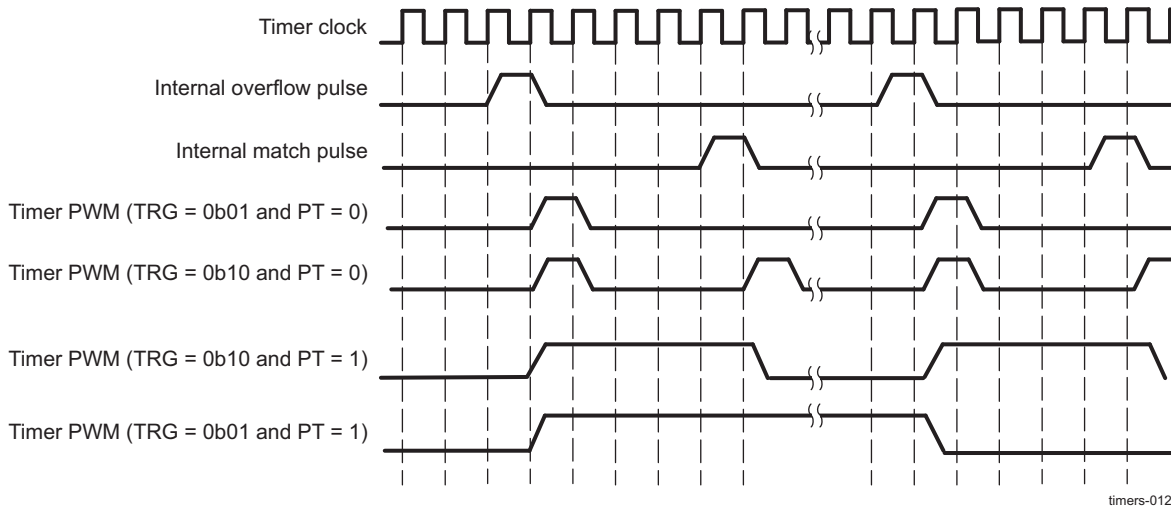 Timer clock
Internal overflow pulse
Internal match pulse
Timer PWM (TRG = 0b01 and PT = 0)
Timer PWM (TRG = 0b10 and PT = 0)
Timer PWM (TRG = 0b10 and PT = 1)
Timer PWM (TRG = 0b01 and PT = 1)
timers-012